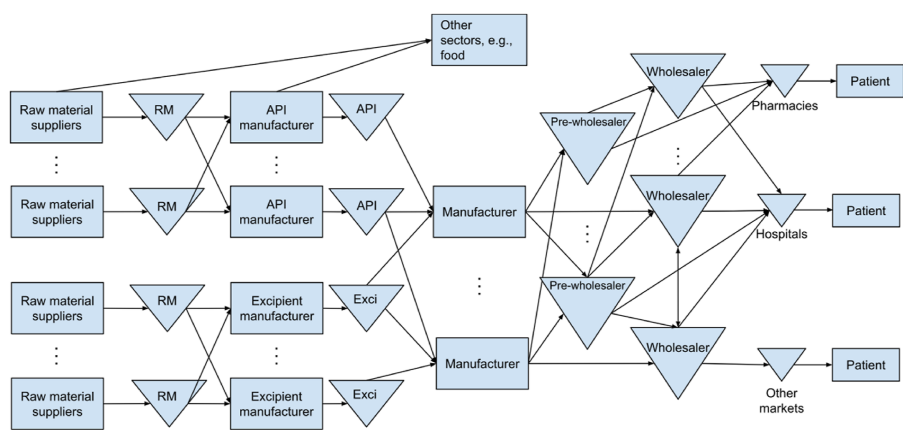 Other
sectors, e.g.,
food
Raw material
suppliers
RM
API
manufacturer
API
Raw material
suppliers
RM
API
manufacturer
API
Raw material
suppliers
RM
Excipient
manufacturer
Exci
Raw material
suppliers
RM
Excipient
manufacturer
Exci
Manufacturer
Manufacturer
Pre-wholesaler
Pre-wholesaler
Wholesaler
Wholesaler
Wholesaler
Pharmacies
Patient
Hospitals
Patient
Other
markets
Patient